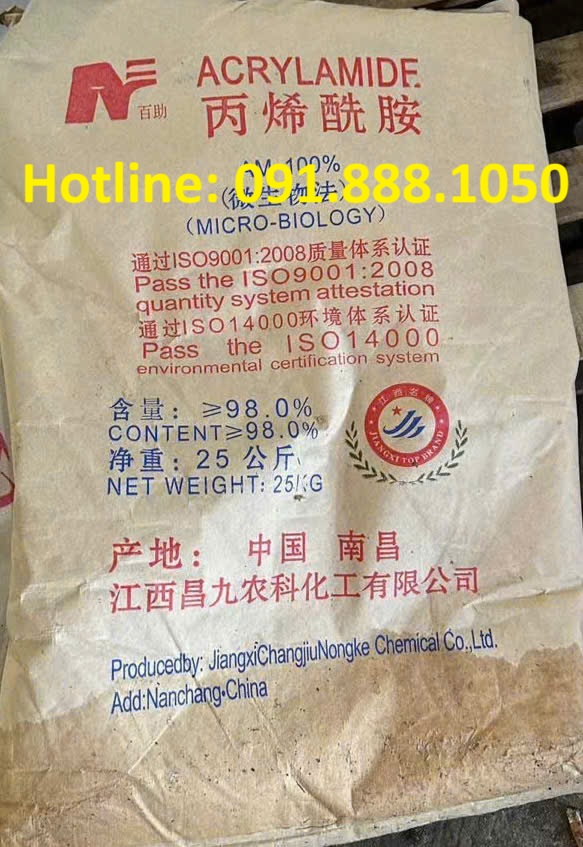 ACRYLAMIDE
百助
丙烯酰胺
AM-100%
Hotline: 091.888.1050
(微生物法)
(MICRO-BIOLOGY)
通过ISO9001:2008质量体系认证
Pass the ISO9001:2008
quantity system attestation
通过ISO14000环境体系认证
Pass the ISO14000
environmental certification system
含量: ≥98.0%
CONTENT≥98.0%
净重: 25 公斤
NET WEIGHT: 25KG
江西名牌
JIANGXI TOP BRAND
产地: 中国 南昌
江西昌九农科化工有限公司
Producedby: JiangxiChangjiuNongke Chemical Co.,Ltd.
Add:Nanchang·China